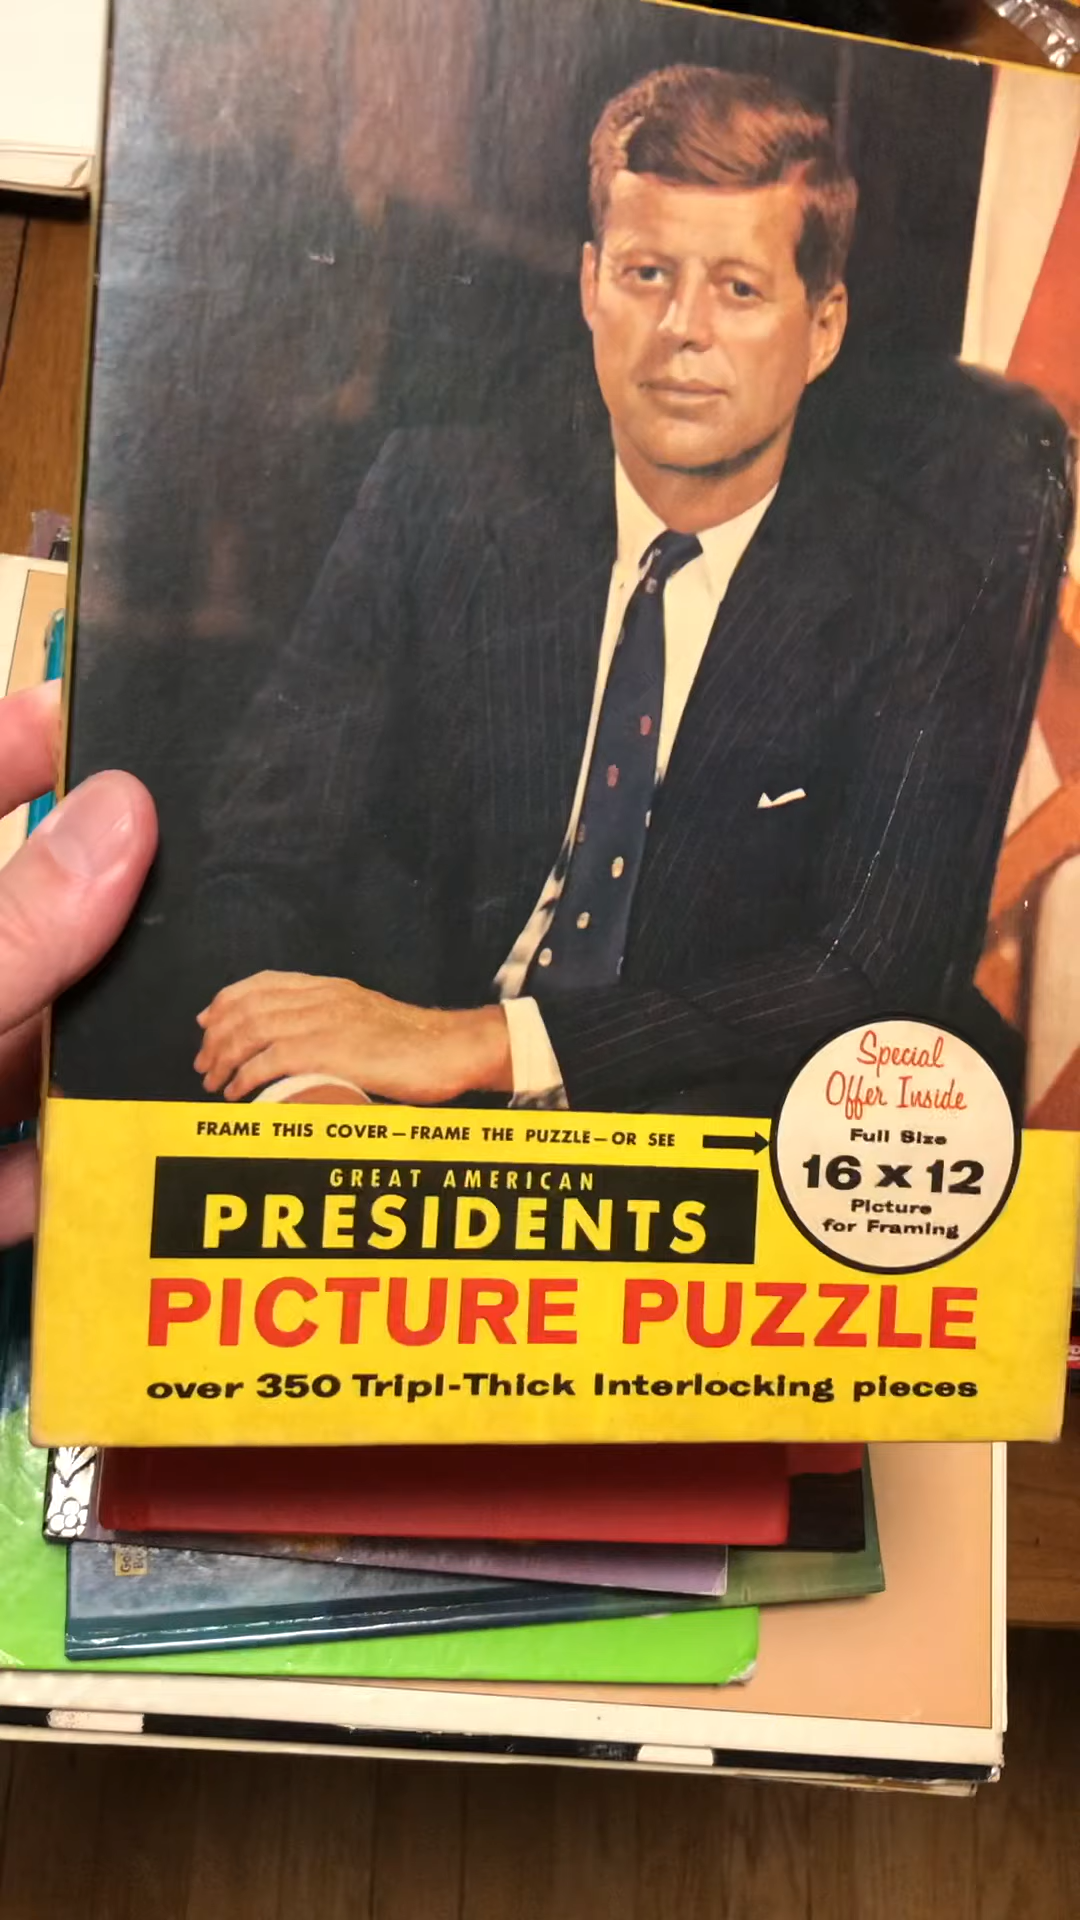 FRAME THIS COVER—FRAME THE PUZZLE—OR SEE
Special
Offer Inside
Full Size
16 x 12
Picture
for Framing
GREAT AMERICAN
PRESIDENTS
PICTURE PUZZLE
over 350 Tripl-Thick Interlocking pieces